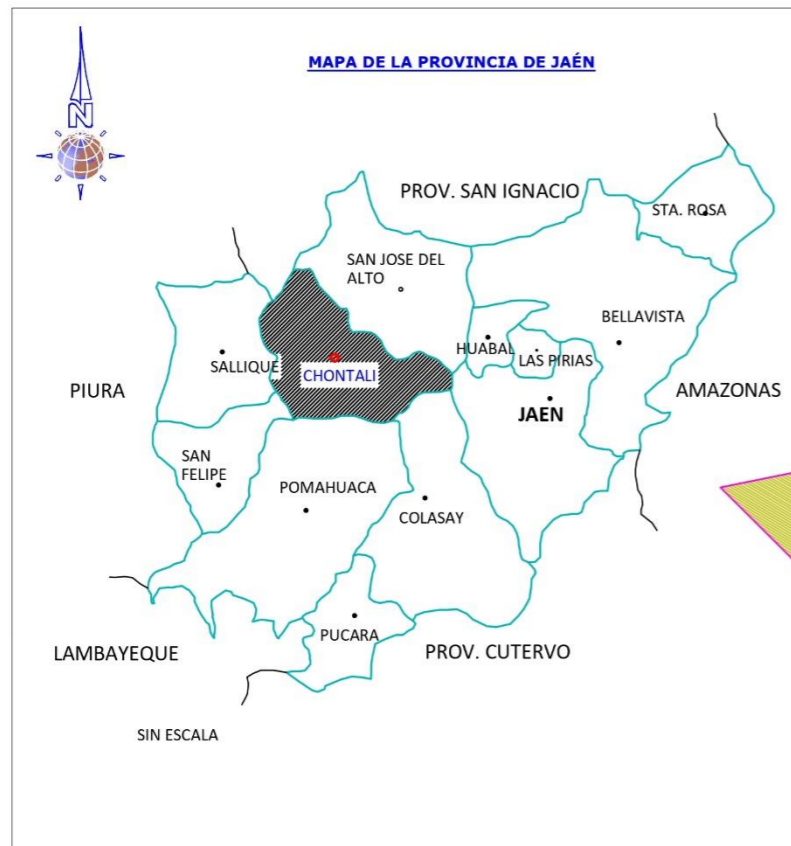 MAPA DE LA PROVINCIA DE JAÉN
N
PROV. SAN IGNACIO
STA. ROSA
SAN JOSE DEL
ALTO
BELLAVISTA
HUABAL
LAS PIRIAS
SALLIQUE
CHONTALI
PIURA
AMAZONAS
JAEN
SAN
FELIPE
POMAHUACA
COLASAY
PUCARA
LAMBAYEQUE
PROV. CUTERVO
SIN ESCALA